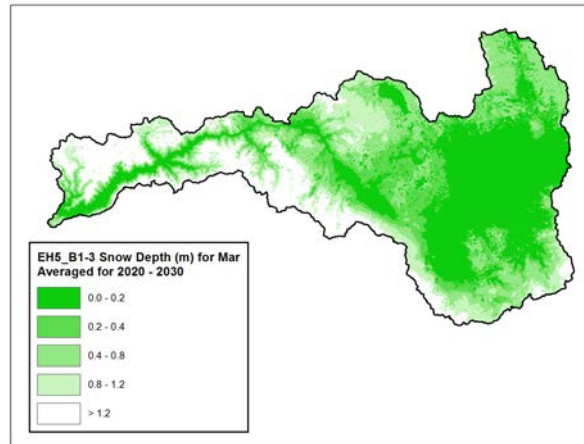 EH5_B1-3 Snow Depth (m) for Mar
Averaged for 2020 - 2030
0.0 - 0.2
0.2 - 0.4
0.4 - 0.8
0.8 - 1.2
> 1.2